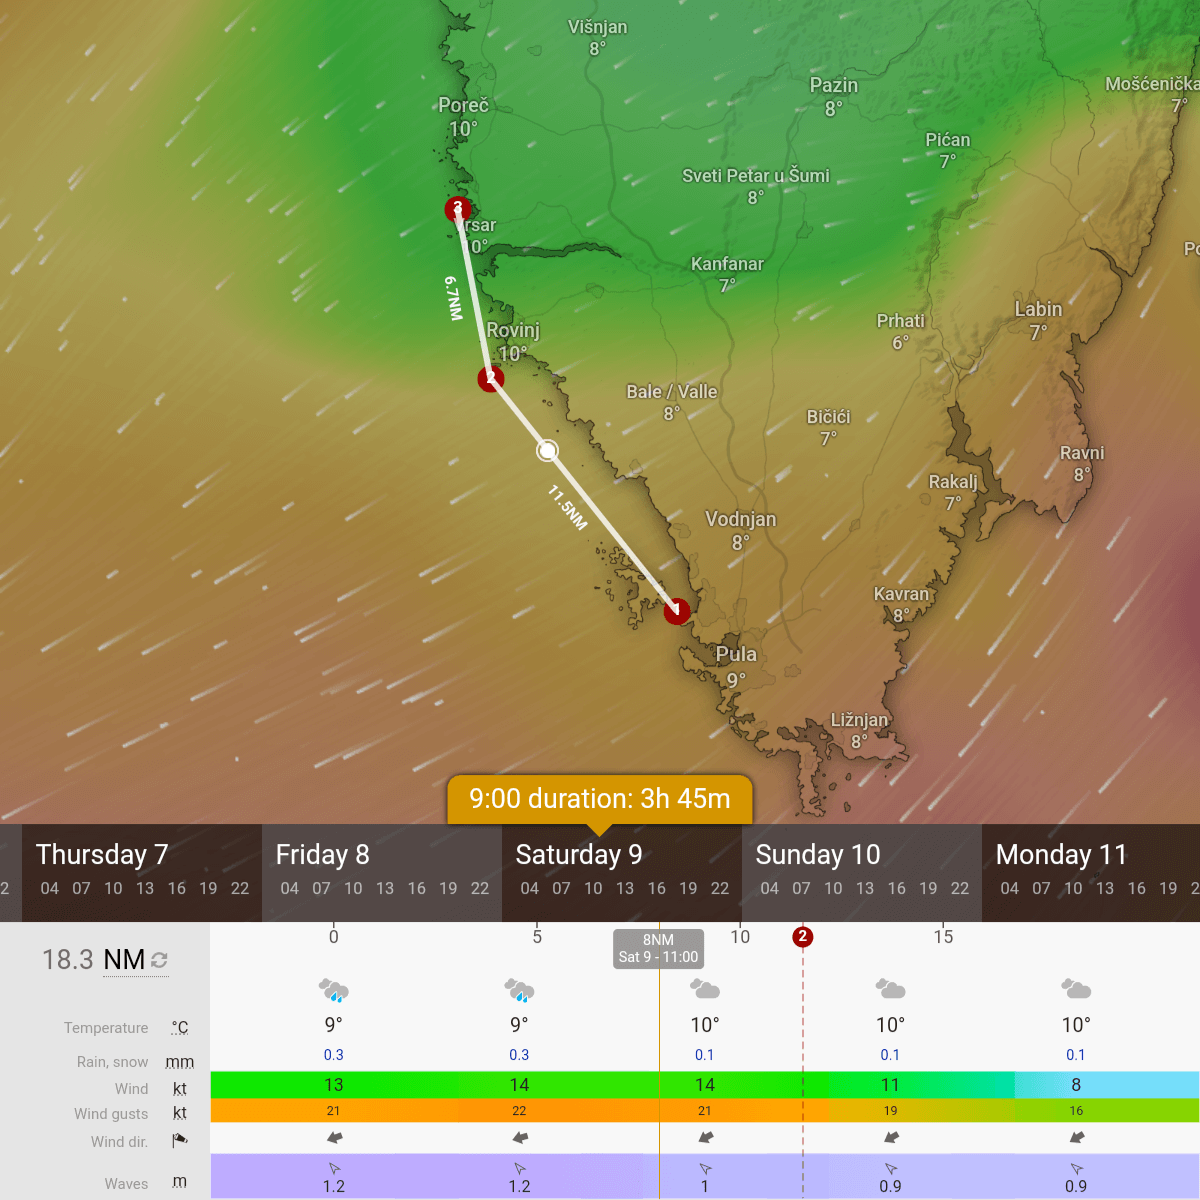 Višnjan
8°
Pazin
8°
Mošćenička
7°
Poreč
10°
Pićan
7°
Sveti Petar u Šumi
8°
3
Vrsar
10°
Kanfanar
7°
6.7NM
Labin
7°
Prhati
6°
Rovinj
10°
2
Bale / Valle
8°
Bičići
7°
Ravni
8°
Rakalj
7°
11.5NM
Vodnjan
8°
Kavran
8°
1
Pula
9°
Ližnjan
8°
9:00 duration: 3h 45m
Thursday 7 Friday 8 Saturday 9 Sunday 10 Monday 11
2 04 07 10 13 16 19 22 04 07 10 13 16 19 22 04 07 10 13 16 19 22 04 07 10 13 16 19 22 04 07 10 13 16 19 2
0 5 10 2 15
8NM
Sat 9 - 11:00
18.3 NM
Temperature °C 9° 9° 10° 10° 10°
Rain, snow mm 0.3 0.3 0.1 0.1 0.1
Wind kt 13 14 14 11 8
Wind gusts kt 21 22 21 19 16
Wind dir.
Waves m 1.2 1.2 1 0.9 0.9